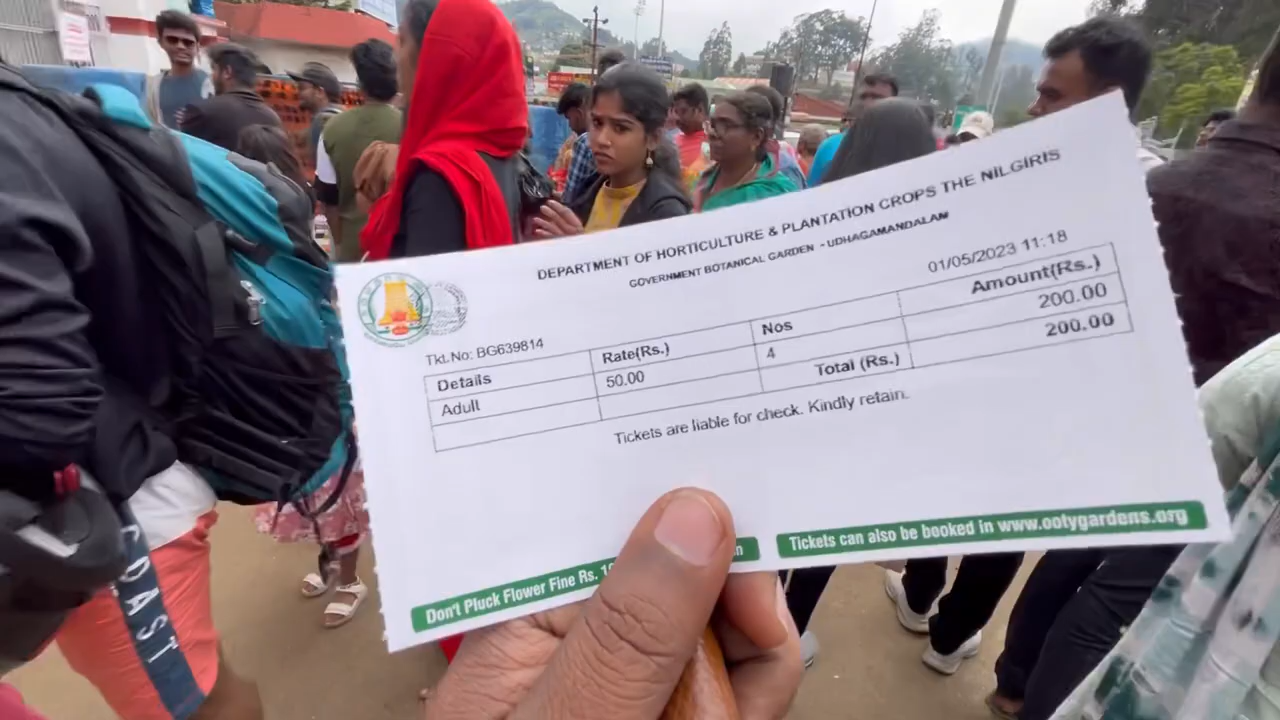 DEPARTMENT OF HORTICULTURE & PLANTATION CROPS THE NILGIRIS
GOVERNMENT BOTANICAL GARDEN - UDHAGAMANDALAM
01/05/2023 11:18
Tkt.No: BG639814
Details Rate(Rs.) Nos Amount(Rs.)
Adult 50.00 4 200.00
Total (Rs.) 200.00
Tickets are liable for check. Kindly retain.
Don't Pluck Flower Fine Rs.
Tickets can also be booked in www.ootygardens.org